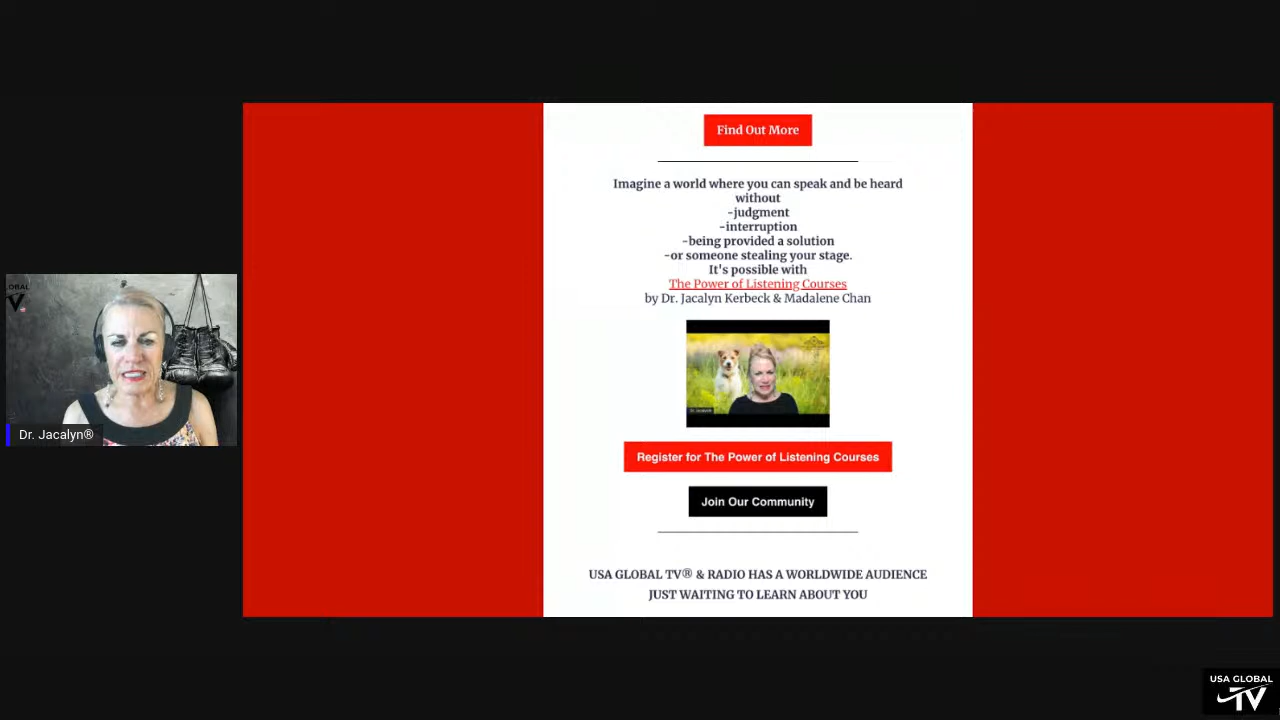 Find Out More
Imagine a world where you can speak and be heard
without
-judgment
-interruption
-being provided a solution
-or someone stealing your stage.
It's possible with
The Power of Listening Courses
by Dr. Jacalyn Kerbeck & Madalene Chan
Register for The Power of Listening Courses
Join Our Community
USA GLOBAL TV® & RADIO HAS A WORLDWIDE AUDIENCE
JUST WAITING TO LEARN ABOUT YOU
OBAL
V
Dr. Jacalyn®
USA GLOBAL
TV